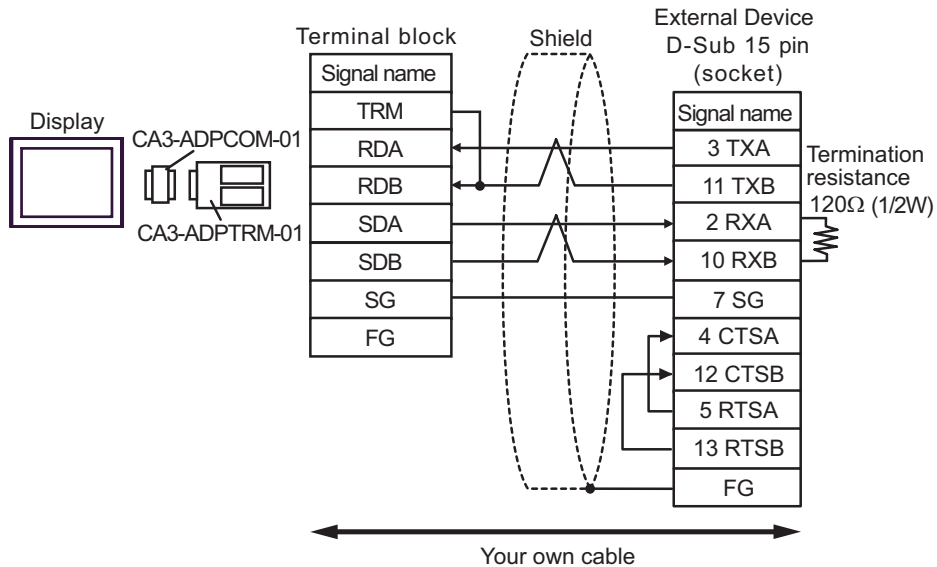 External Device
D-Sub 15 pin
(socket)
Terminal block
Shield
Signal name
TRM
RDA
RDB
SDA
SDB
SG
FG
Display
CA3-ADPCOM-01
CA3-ADPTRM-01
Signal name
3 TXA
11 TXB
2 RXA
10 RXB
7 SG
4 CTSA
12 CTSB
5 RTSA
13 RTSB
FG
Termination
resistance
120Ω (1/2W)
Your own cable